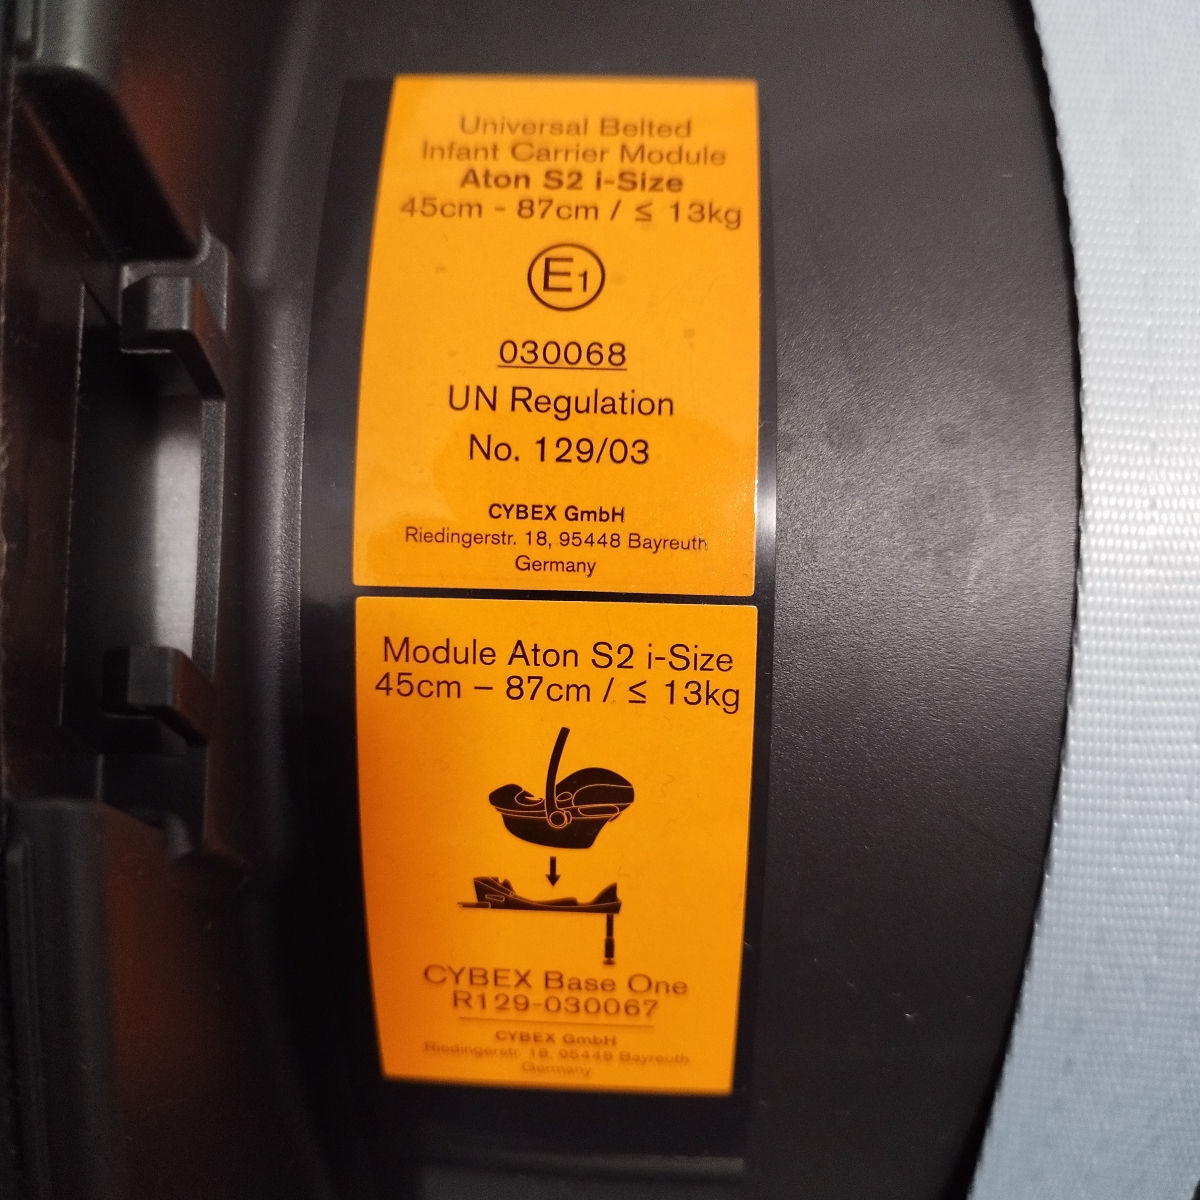 Universal Belted
Infant Carrier Module
Aton S2 i-Size
45cm - 87cm / ≤ 13kg
E1
030068
UN Regulation
No. 129/03
CYBEX GmbH
Riedingerstr. 18, 95448 Bayreuth
Germany
Module Aton S2 i-Size
45cm – 87cm / ≤ 13kg
CYBEX Base One
R129-030067
CYBEX GmbH
Riedingerstr. 18, 95448 Bayreuth
Germany